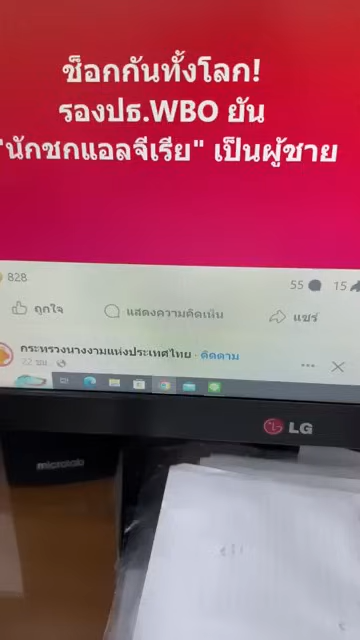 ช็อกกันทั้งโลก!
รองปธ.WBO ยัน
"นักชกแอลจีเรีย" เป็นผู้ชาย
828
55
15
ถูกใจ
แสดงความคิดเห็น
แชร์
กระทรวงนางงามแห่งประเทศไทย · ติดตาม
22 ชม.
LG
microlab